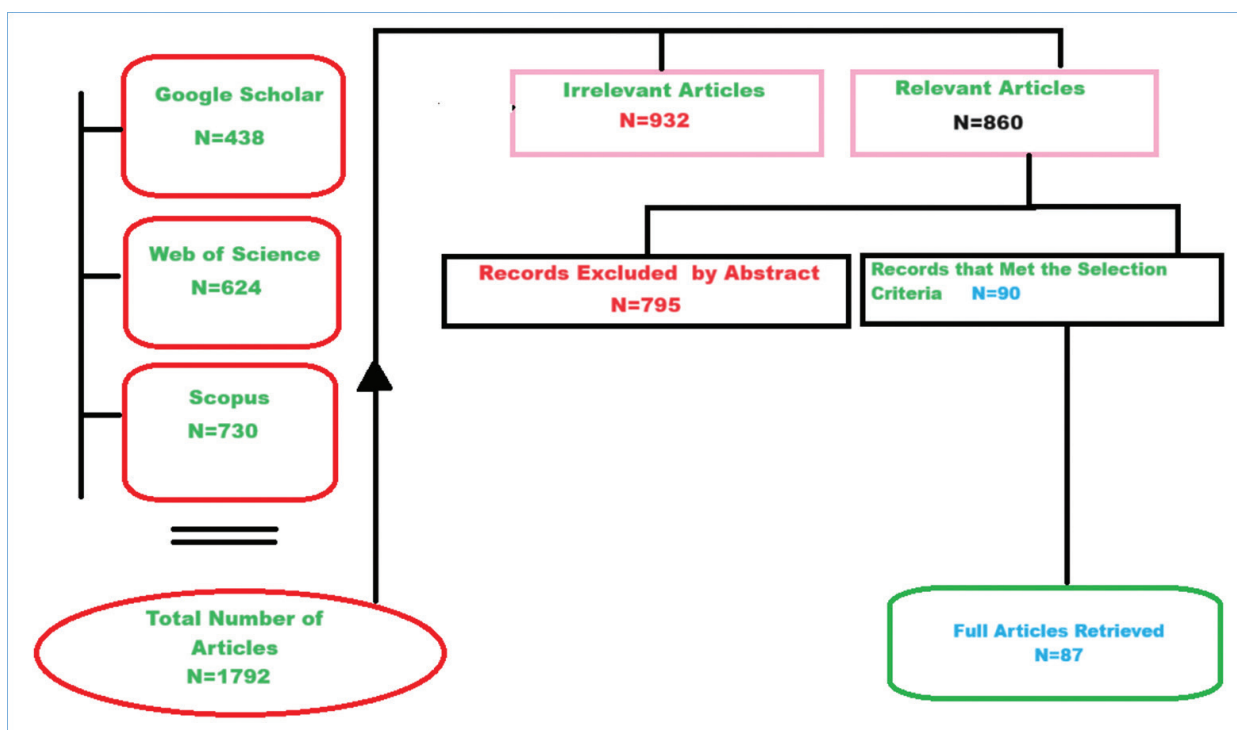 Google Scholar
N=438
Web of Science
N=624
Scopus
N=730
Total Number of
Articles
N=1792
Irrelevant Articles
N=932
Relevant Articles
N=860
Records Excluded by Abstract
N=795
Records that Met the Selection
Criteria N=90
Full Articles Retrieved
N=87